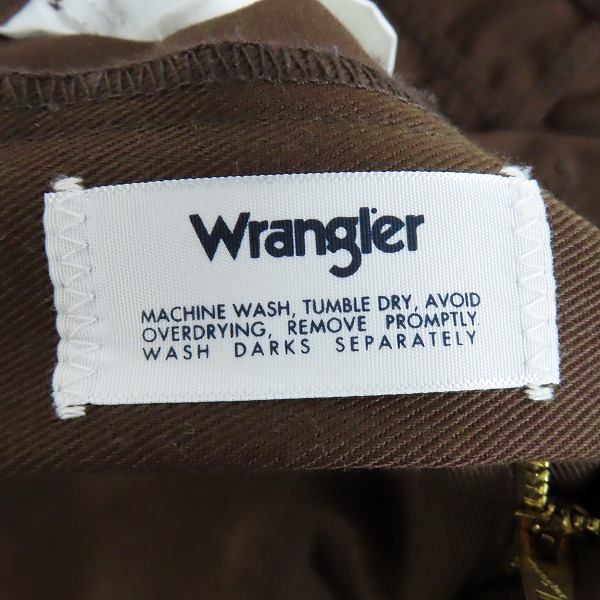 Wrangler
MACHINE WASH, TUMBLE DRY, AVOID
OVERDRYING, REMOVE PROMPTLY.
WASH DARKS SEPARATELY